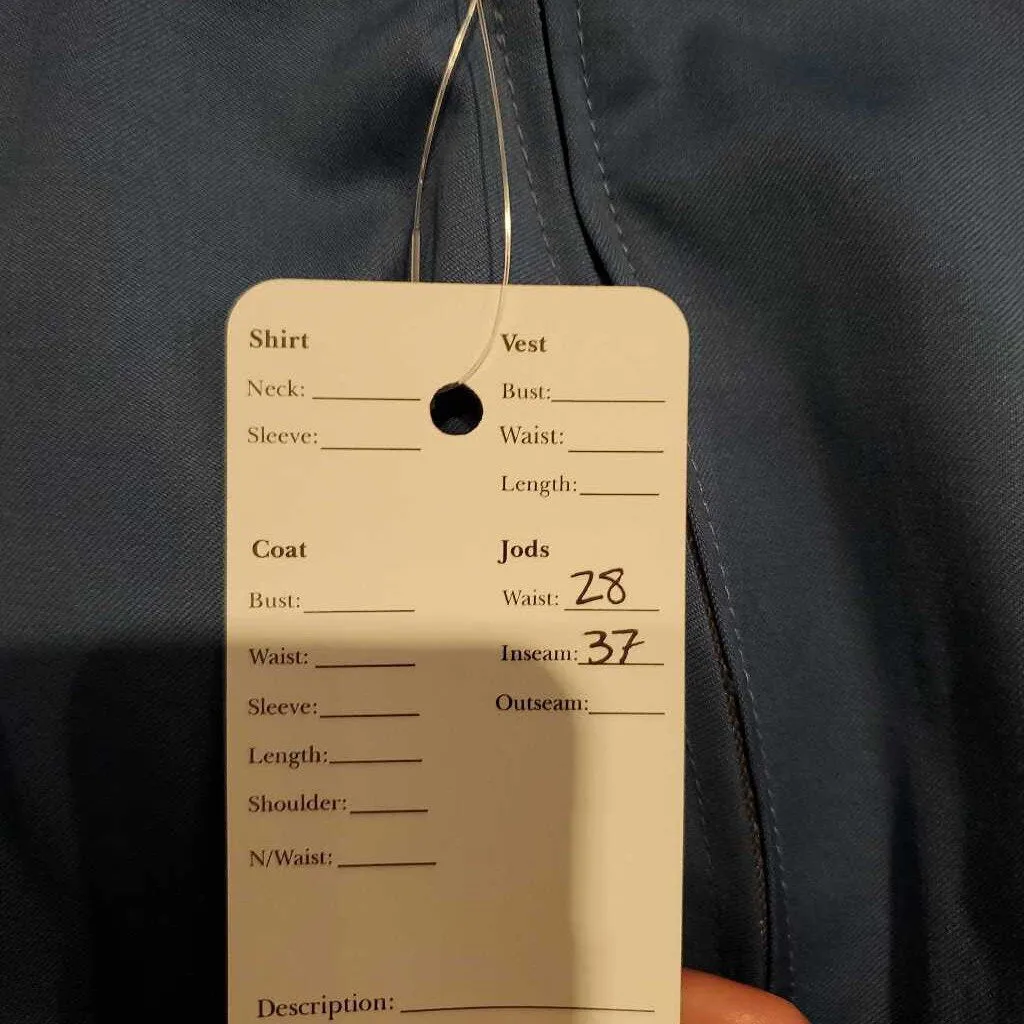 Shirt
Neck:
Sleeve:
Vest
Bust:
Waist:
Length:
Coat
Bust:
Waist:
Sleeve:
Length:
Shoulder:
N/Waist:
Jods
Waist: 28
Inseam: 37
Outseam:
Description: